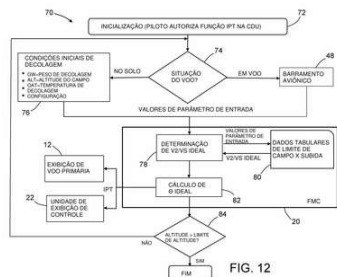 70
INICIALIZAÇÃO (PILOTO AUTORIZA FUNÇÃO IPT NA CDU)
72
CONDIÇÕES INICIAIS DE
DECOLAGEM
GW=PESO DE DECOLAGEM
ALT=ALTITUDE DO CAMPO
OAT=TEMPERATURA DE
DECOLAGEM
CONFIGURAÇÃO
76
NO SOLO
SITUAÇÃO
DO VOO?
74
EM VOO
48
BARRAMENTO
AVIÔNICO
VALORES DE PARÂMETRO DE ENTRADA
12
EXIBIÇÃO DE
VOO PRIMÁRIA
22
UNIDADE DE
EXIBIÇÃO DE
CONTROLE
IPT
DETERMINAÇÃO
DE V2/VS IDEAL
78
VALORES DE
PARÂMETRO DE
ENTRADA
V2/VS IDEAL
DADOS TABULARES
DE LIMITE DE
CAMPO X SUBIDA
80
CÁLCULO DE
Θ IDEAL
82
FMC
20
84
ALTITUDE = LIMITE
DE ALTITUDE?
NÃO
SIM
FIM
FIG. 12